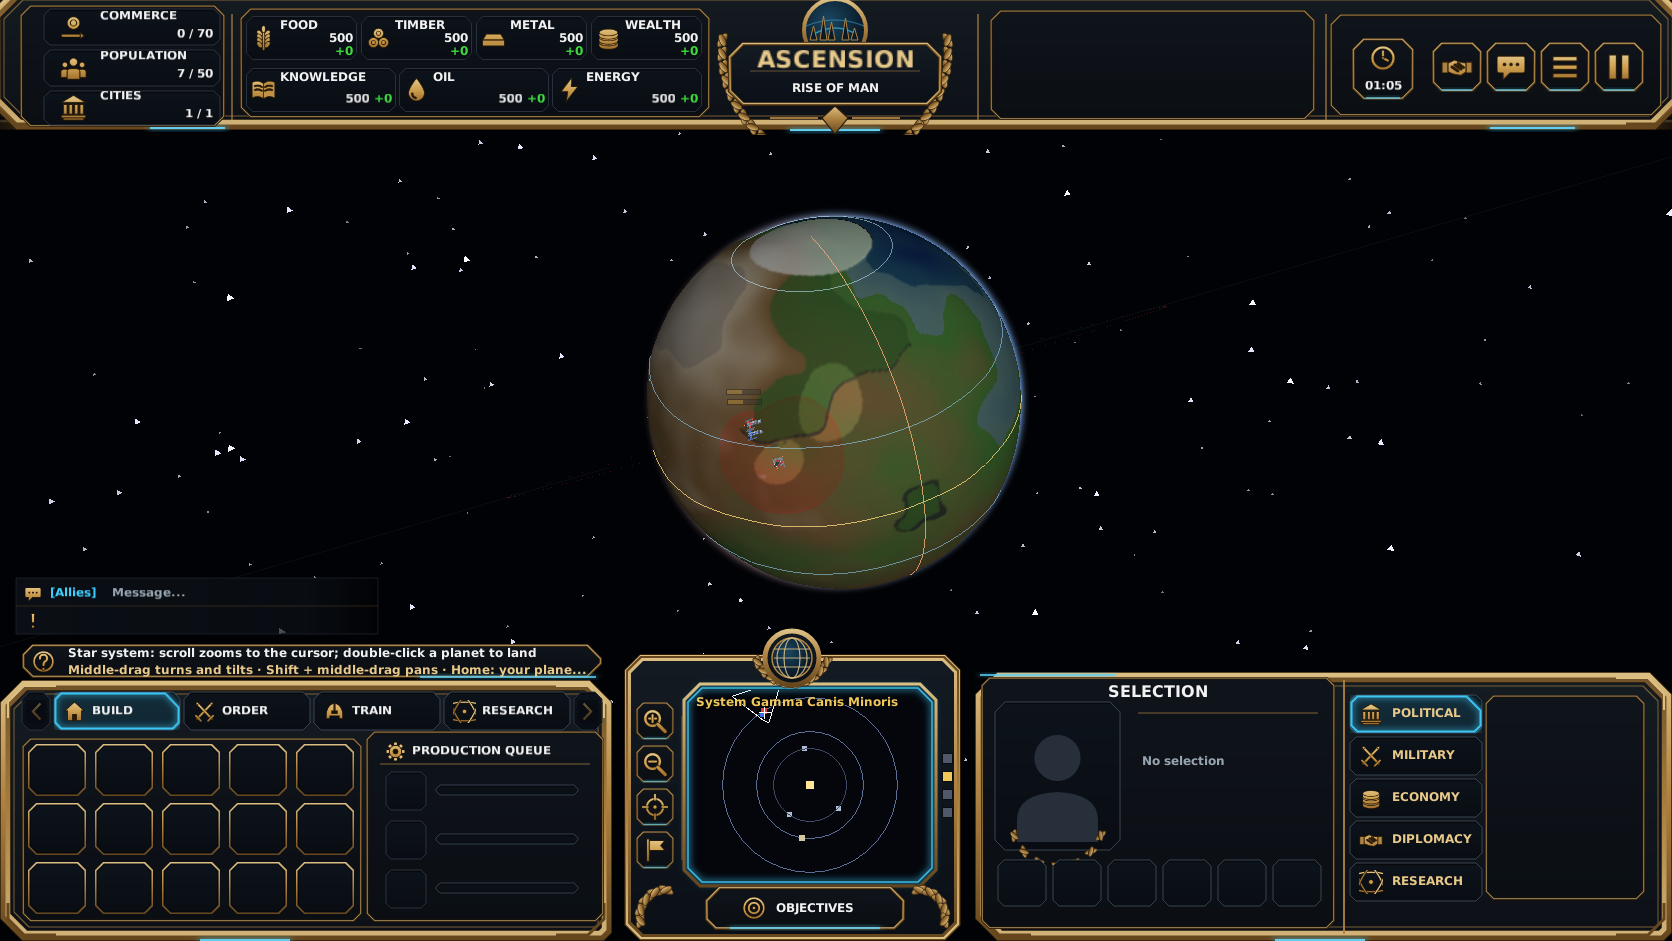 COMMERCE
0 / 70
POPULATION
7 / 50
CITIES
1 / 1
FOOD
500
+0
TIMBER
500
+0
METAL
500
+0
WEALTH
500
+0
KNOWLEDGE
500 +0
OIL
500 +0
ENERGY
500 +0
ASCENSION
RISE OF MAN
01:05
[Allies] Message...
!
Star system: scroll zooms to the cursor; double-click a planet to land
Middle-drag turns and tilts · Shift + middle-drag pans · Home: your plane...
BUILD
ORDER
TRAIN
RESEARCH
PRODUCTION QUEUE
System Gamma Canis Minoris
OBJECTIVES
SELECTION
No selection
POLITICAL
MILITARY
ECONOMY
DIPLOMACY
RESEARCH